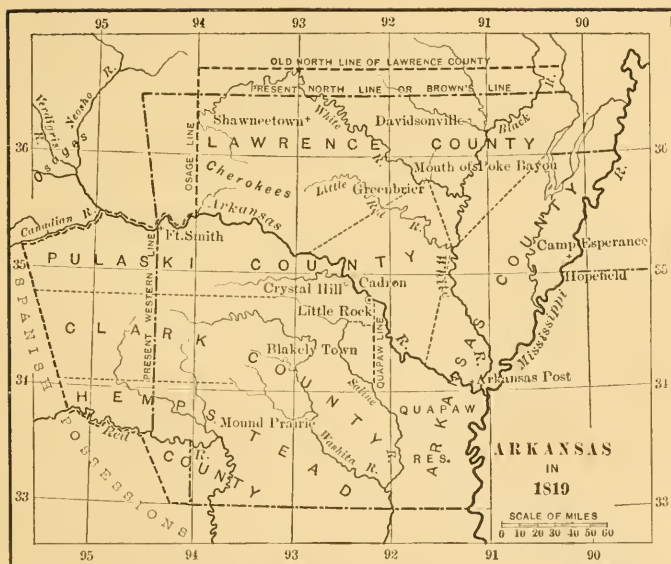 95 94 93 92 91 90
OLD NORTH LINE OF LAWRENCE COUNTY
PRESENT NORTH LINE OR BROWN'S LINE
Verdigris R.
Neosho R.
Osages
Shawneetown
White R.
Davidsonville
Black R.
36 36
LAWRENCE COUNTY
OSAGE LINE
Cherokees
Mouth of Poke Bayou
Little Red R.
Greenbrier
Arkansas
Canadian R.
Ft. Smith
White
Camp Esperance
Hopefield
35 35
PULASKI COUNTY
Crystal Hill
Cadron
Little Rock
PRESENT WESTERN LINE
QUAPAW LINE
SPANISH POSSESSIONS
CLARK COUNTY
Blakely Town
Saline R.
R.
R.
Mississippi R.
Arkansas Post
34 34
HEMPSTEAD COUNTY
Mound Prairie
Washita R.
QUAPAW
RES.
ARKANSAS COUNTY
Red R.
ARKANSAS
IN
1819
33 33
SCALE OF MILES
0 10 20 30 40 50 60
95 94 93 92 91 90